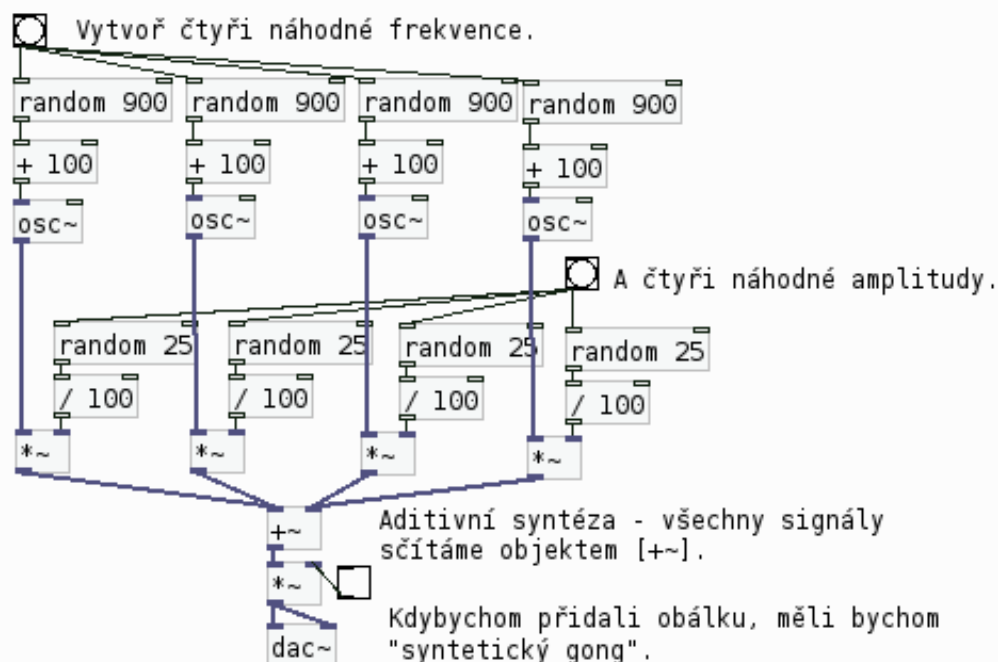 Vytvoř čtyři náhodné frekvence.
random 900 random 900 random 900 random 900
+ 100 + 100 + 100 + 100
osc~ osc~ osc~ osc~
A čtyři náhodné amplitudy.
random 25 random 25 random 25 random 25
/ 100 / 100 / 100 / 100
*~ *~ *~ *~
+~
Aditivní syntéza - všechny signály
sčítáme objektem [+~].
*~
Kdybychom přidali obálku, měli bychom
"syntetický gong".
dac~